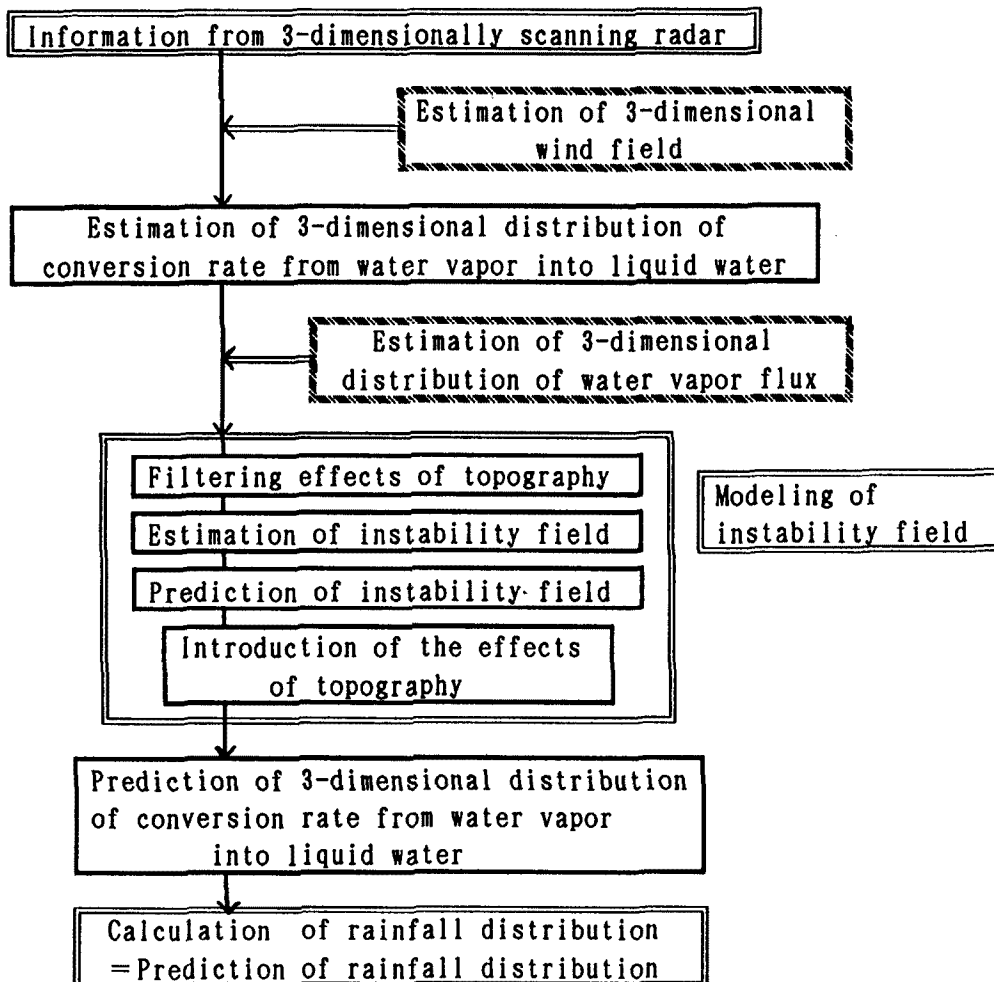 Information from 3-dimensionally scanning radar
Estimation of 3-dimensional
wind field
Estimation of 3-dimensional distribution of
conversion rate from water vapor into liquid water
Estimation of 3-dimensional
distribution of water vapor flux
Filtering effects of topography
Estimation of instability field
Prediction of instability field
Introduction of the effects
of topography
Modeling of
instability field
Prediction of 3-dimensional distribution
of conversion rate from water vapor
into liquid water
Calculation of rainfall distribution
=Prediction of rainfall distribution